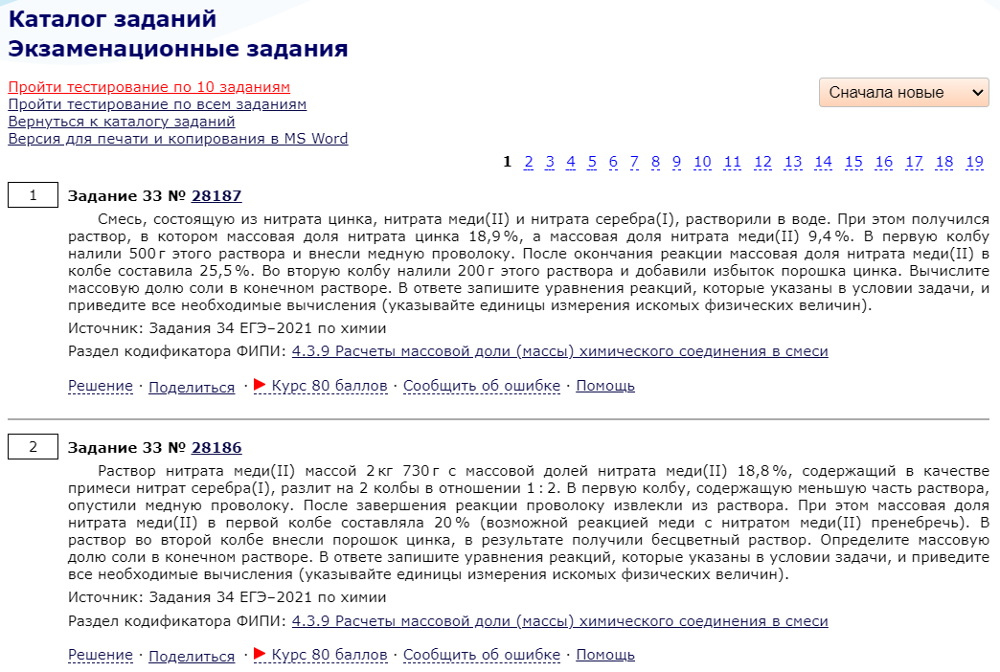 Каталог заданий
Экзаменационные задания
Пройти тестирование по 10 заданиям
Сначала новые
Пройти тестирование по всем заданиям
Вернуться к каталогу заданий
Версия для печати и копирования в MS Word
1 2 3 4 5 6 7 8 9 10 11 12 13 14 15 16 17 18 19
1 Задание 33 № 28187
Смесь, состоящую из нитрата цинка, нитрата меди(II) и нитрата серебра(I), растворили в воде. При этом получился
раствор, в котором массовая доля нитрата цинка 18,9 %, а массовая доля нитрата меди(II) 9,4 %. В первую колбу
налили 500 г этого раствора и внесли медную проволоку. После окончания реакции массовая доля нитрата меди(II) в
колбе составила 25,5 %. Во вторую колбу налили 200 г этого раствора и добавили избыток порошка цинка. Вычислите
массовую долю соли в конечном растворе. В ответе запишите уравнения реакций, которые указаны в условии задачи, и
приведите все необходимые вычисления (указывайте единицы измерения искомых физических величин).
Источник: Задания 34 ЕГЭ–2021 по химии
Раздел кодификатора ФИПИ: 4.3.9 Расчеты массовой доли (массы) химического соединения в смеси
Решение · Поделиться · Курс 80 баллов · Сообщить об ошибке · Помощь
2 Задание 33 № 28186
Раствор нитрата меди(II) массой 2 кг 730 г с массовой долей нитрата меди(II) 18,8 %, содержащий в качестве
примеси нитрат серебра(I), разлит на 2 колбы в отношении 1 : 2. В первую колбу, содержащую меньшую часть раствора,
опустили медную проволоку. После завершения реакции проволоку извлекли из раствора. При этом массовая доля
нитрата меди(II) в первой колбе составляла 20 % (возможной реакцией меди с нитратом меди(II) пренебречь). В
раствор во второй колбе внесли порошок цинка, в результате получили бесцветный раствор. Определите массовую
долю соли в конечном растворе. В ответе запишите уравнения реакций, которые указаны в условии задачи, и приведите
все необходимые вычисления (указывайте единицы измерения искомых физических величин).
Источник: Задания 34 ЕГЭ–2021 по химии
Раздел кодификатора ФИПИ: 4.3.9 Расчеты массовой доли (массы) химического соединения в смеси
Решение · Поделиться · Курс 80 баллов · Сообщить об ошибке · Помощь